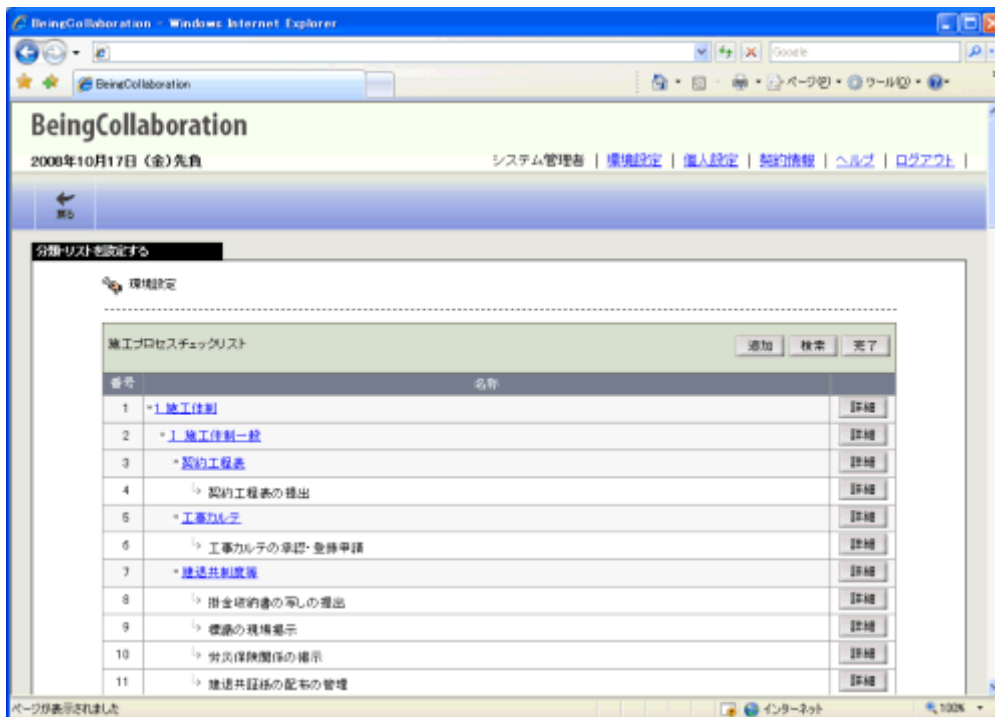 BeingCollaboration - Windows Internet Explorer
Google
BeingCollaboration
ページ(P) ツール(O)
BeingCollaboration
2008年10月17日（金）先負
システム管理者 | 環境設定 | 個人設定 | 契約情報 | ヘルプ | ログアウト |
戻る
分類・リストを設定する
環境設定
施工プロセスチェックリスト
追加 検索 完了
番号 名称
1 1 施工体制 詳細
2 1 施工体制一般 詳細
3 契約工程表 詳細
4 契約工程表の提出 詳細
5 工事カルテ 詳細
6 工事カルテの承認・登録申請 詳細
7 建退共制度等 詳細
8 掛金収納書の写しの提出 詳細
9 標識の現場掲示 詳細
10 労災保険関係の掲示 詳細
11 建退共証紙の配布の管理 詳細
ページが表示されました
インターネット
100%